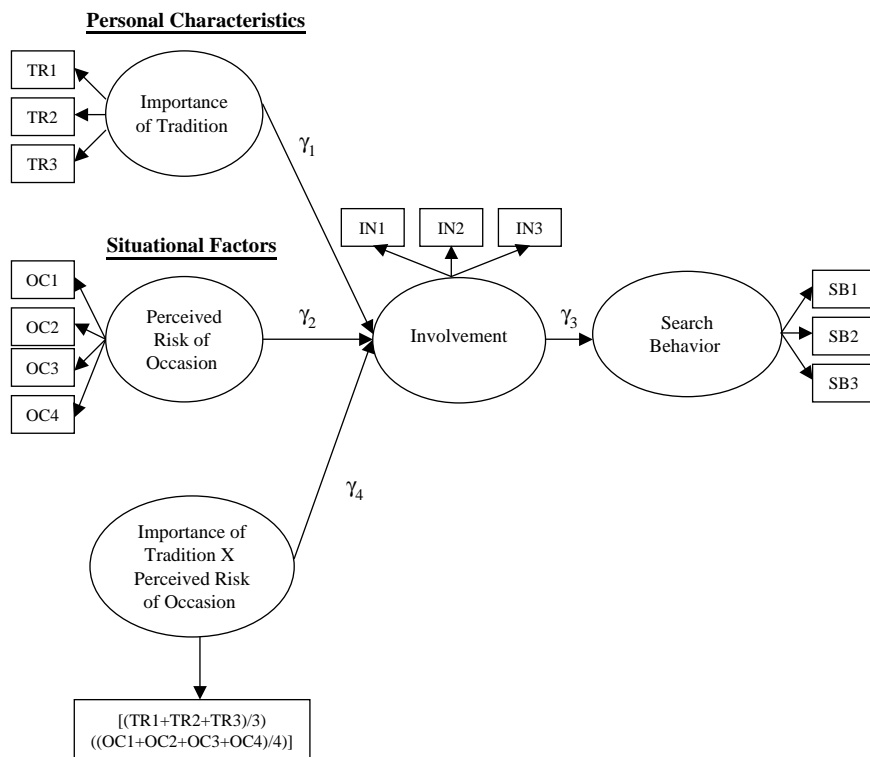 Personal Characteristics
TR1
TR2
TR3
Importance
of Tradition
γ1
IN1
IN2
IN3
Situational Factors
OC1
OC2
OC3
OC4
Perceived
Risk of
Occasion
γ2
Involvement
γ3
Search
Behavior
SB1
SB2
SB3
γ4
Importance of
Tradition X
Perceived Risk
of Occasion
[(TR1+TR2+TR3)/3)
((OC1+OC2+OC3+OC4)/4)]